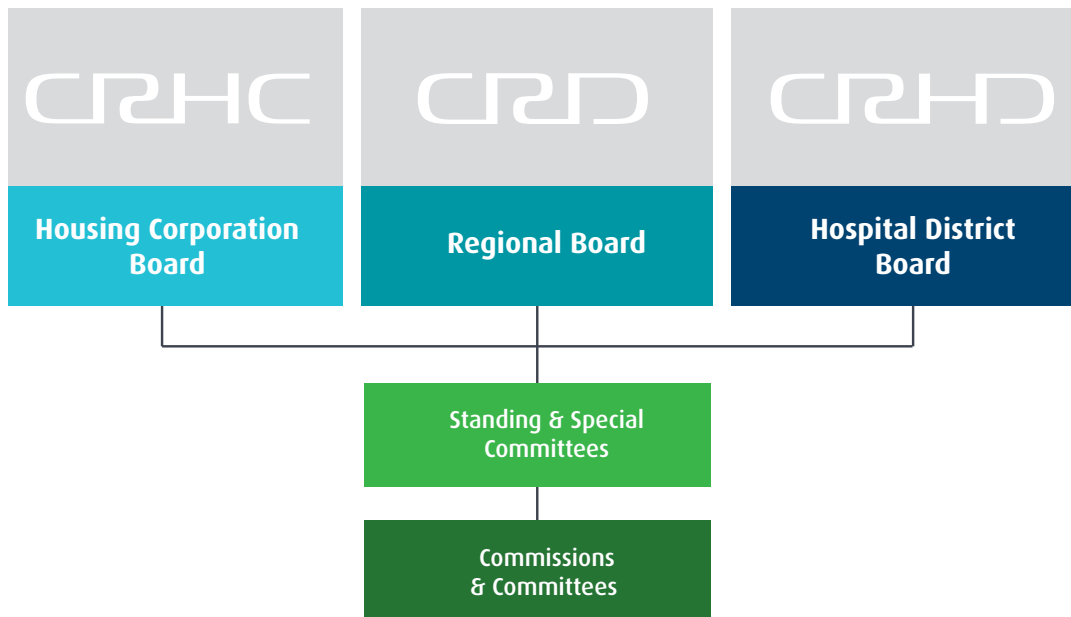 CRHC
CRD
CRHD
Housing Corporation
Board
Regional Board
Hospital District
Board
Standing & Special
Committees
Commissions
& Committees